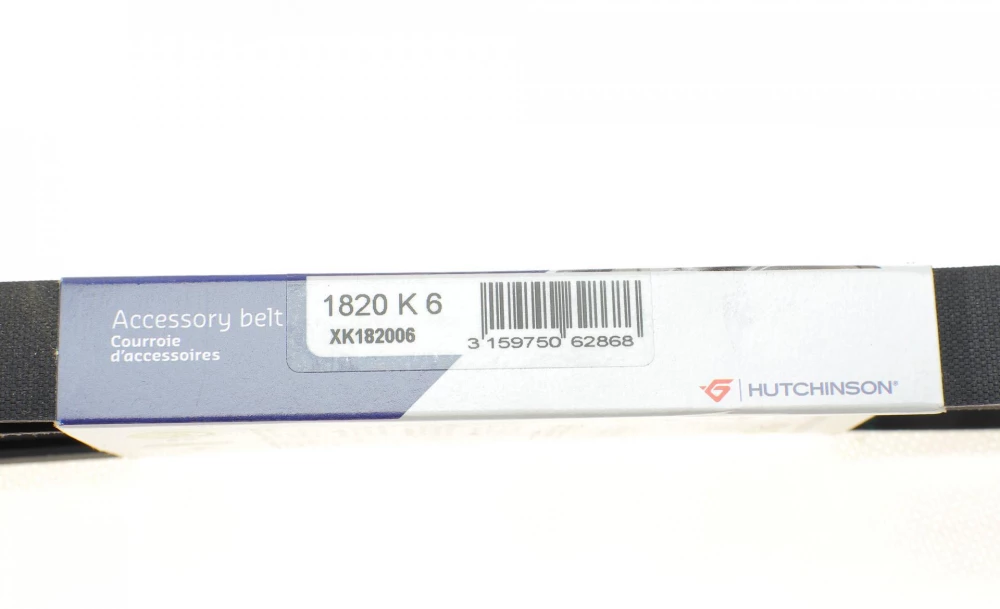 Accessory belt
Courroie
d'accessoires
1820 K 6
XK182006
3 159750 62868
HUTCHINSON®